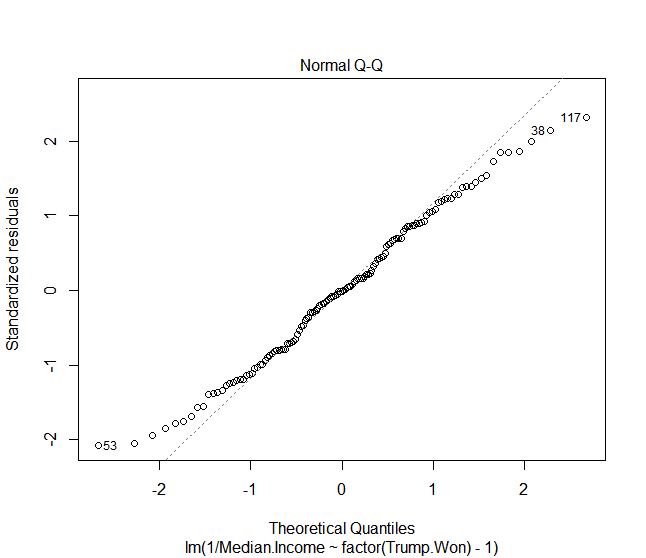 Normal Q-Q
Standardized residuals
2
1
0
-1
-2
117
38
53
-2 -1 0 1 2
Theoretical Quantiles
lm(1/Median.Income ~ factor(Trump.Won) - 1)